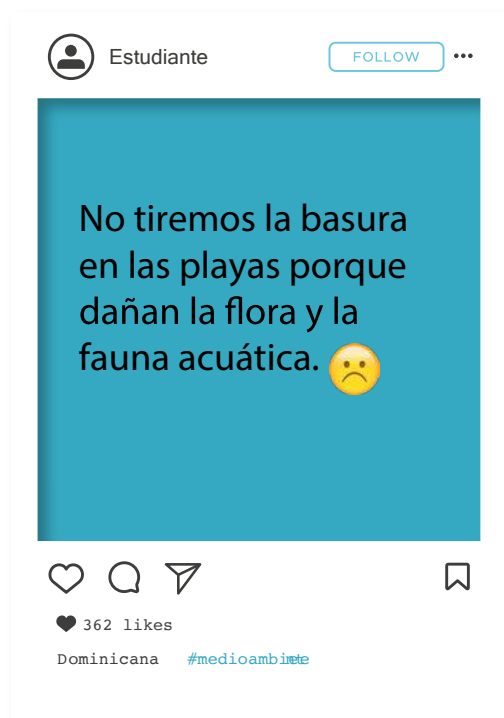 Estudiante
FOLLOW
No tiremos la basura
en las playas porque
dañan la flora y la
fauna acuática.
362 likes
Dominicana